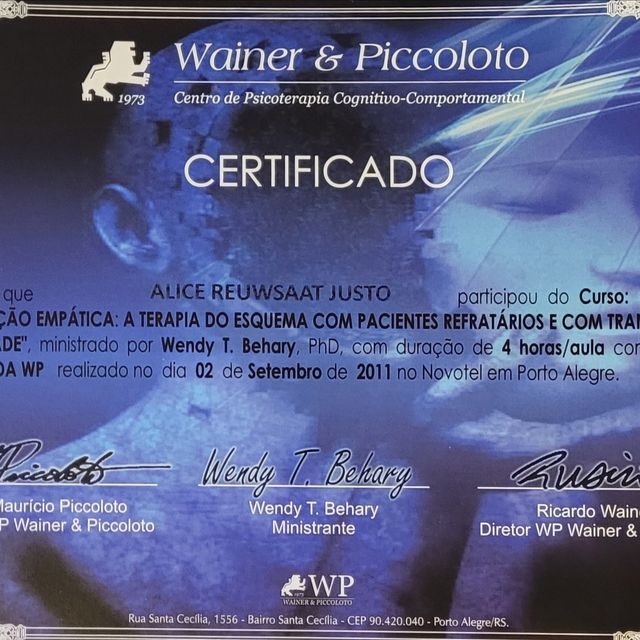 Wainer & Piccoloto
1973
Centro de Psicoterapia Cognitivo-Comportamental
CERTIFICADO
que ALICE REUWSAAT JUSTO participou do Curso:
ÇÃO EMPÁTICA: A TERAPIA DO ESQUEMA COM PACIENTES REFRATÁRIOS E COM TRAN
DE", ministrado por Wendy T. Behary, PhD, com duração de 4 horas/aula con
DA WP realizado no dia 02 de Setembro de 2011 no Novotel em Porto Alegre.
Piccoloto Wendy T. Behary
Maurício Piccoloto Wendy T. Behary Ricardo Waine
P Wainer & Piccoloto Ministrante Diretor WP Wainer &
1973 WP
WAINER & PICCOLOTO
Rua Santa Cecília, 1556 - Bairro Santa Cecília - CEP 90.420.040 - Porto Alegre/RS.